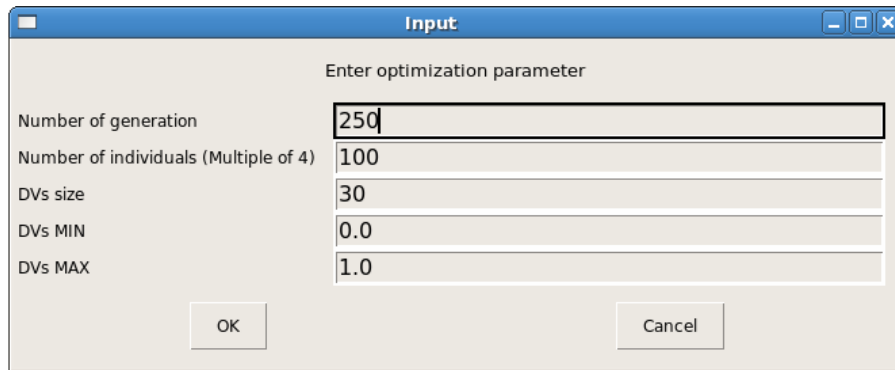 Input
Enter optimization parameter
Number of generation 250
Number of individuals (Multiple of 4) 100
DVs size 30
DVs MIN 0.0
DVs MAX 1.0
OK Cancel